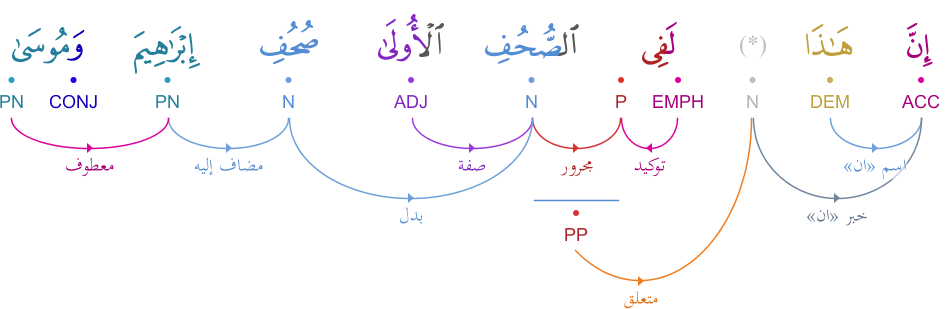 إِنَّ هَـٰذَا (*) لَفِى ٱلصُّحُفِ ٱلْأُولَىٰ صُحُفِ إِبْرَٰهِيمَ وَمُوسَىٰ
ACC DEM N EMPH P N ADJ N PN CONJ PN
اسم «ان» توكيد مجرور صفة مضاف إليه معطوف
خبر «ان» بدل
PP
متعلق